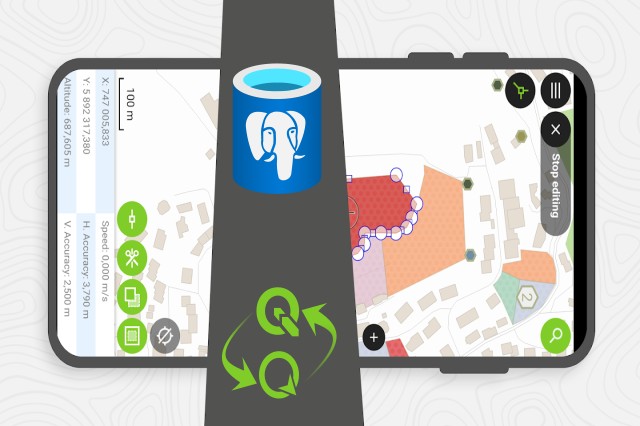 100 m
X: 747 005,833
Y: 5 892 317,380
Altitude: 687,605 m
Speed: 0,000 m/s
H. Accuracy: 3,790 m
V. Accuracy: 2,500 m
Stop editing
2